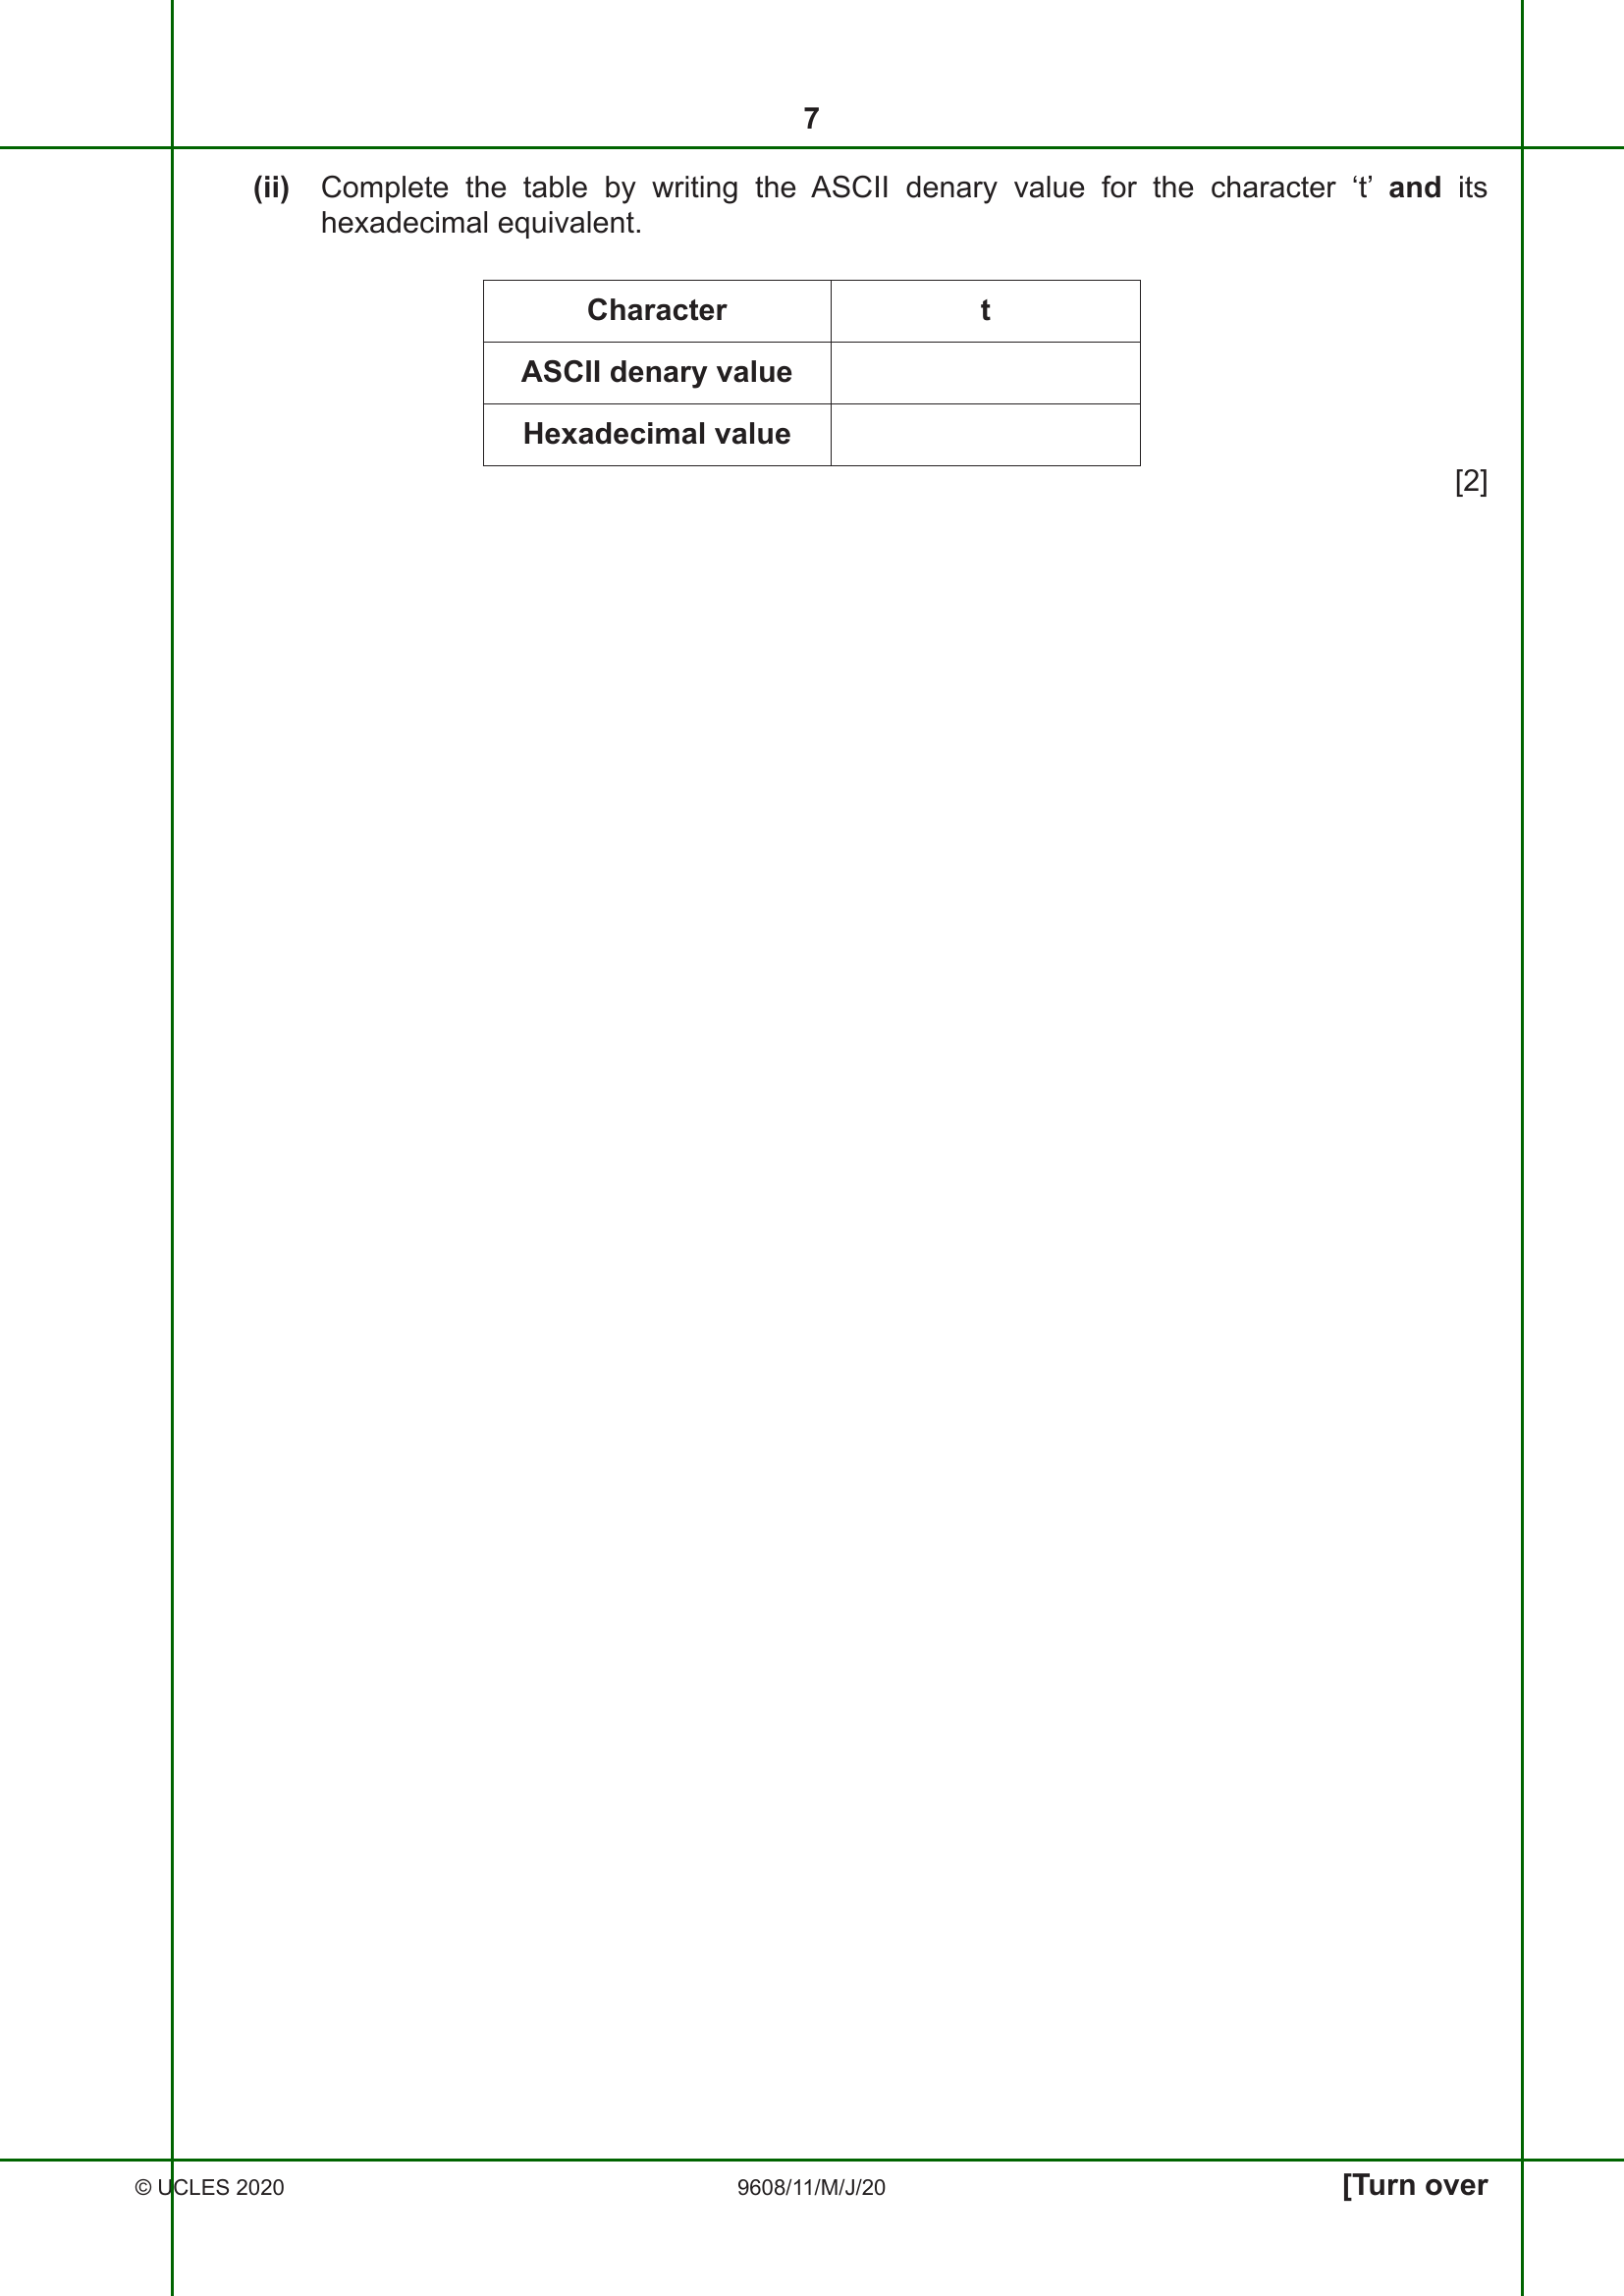 7
(ii) Complete the table by writing the ASCII denary value for the character ‘t’ and its
hexadecimal equivalent.
Character t
ASCII denary value
Hexadecimal value
[2]
© UCLES 2020 9608/11/M/J/20 [Turn over